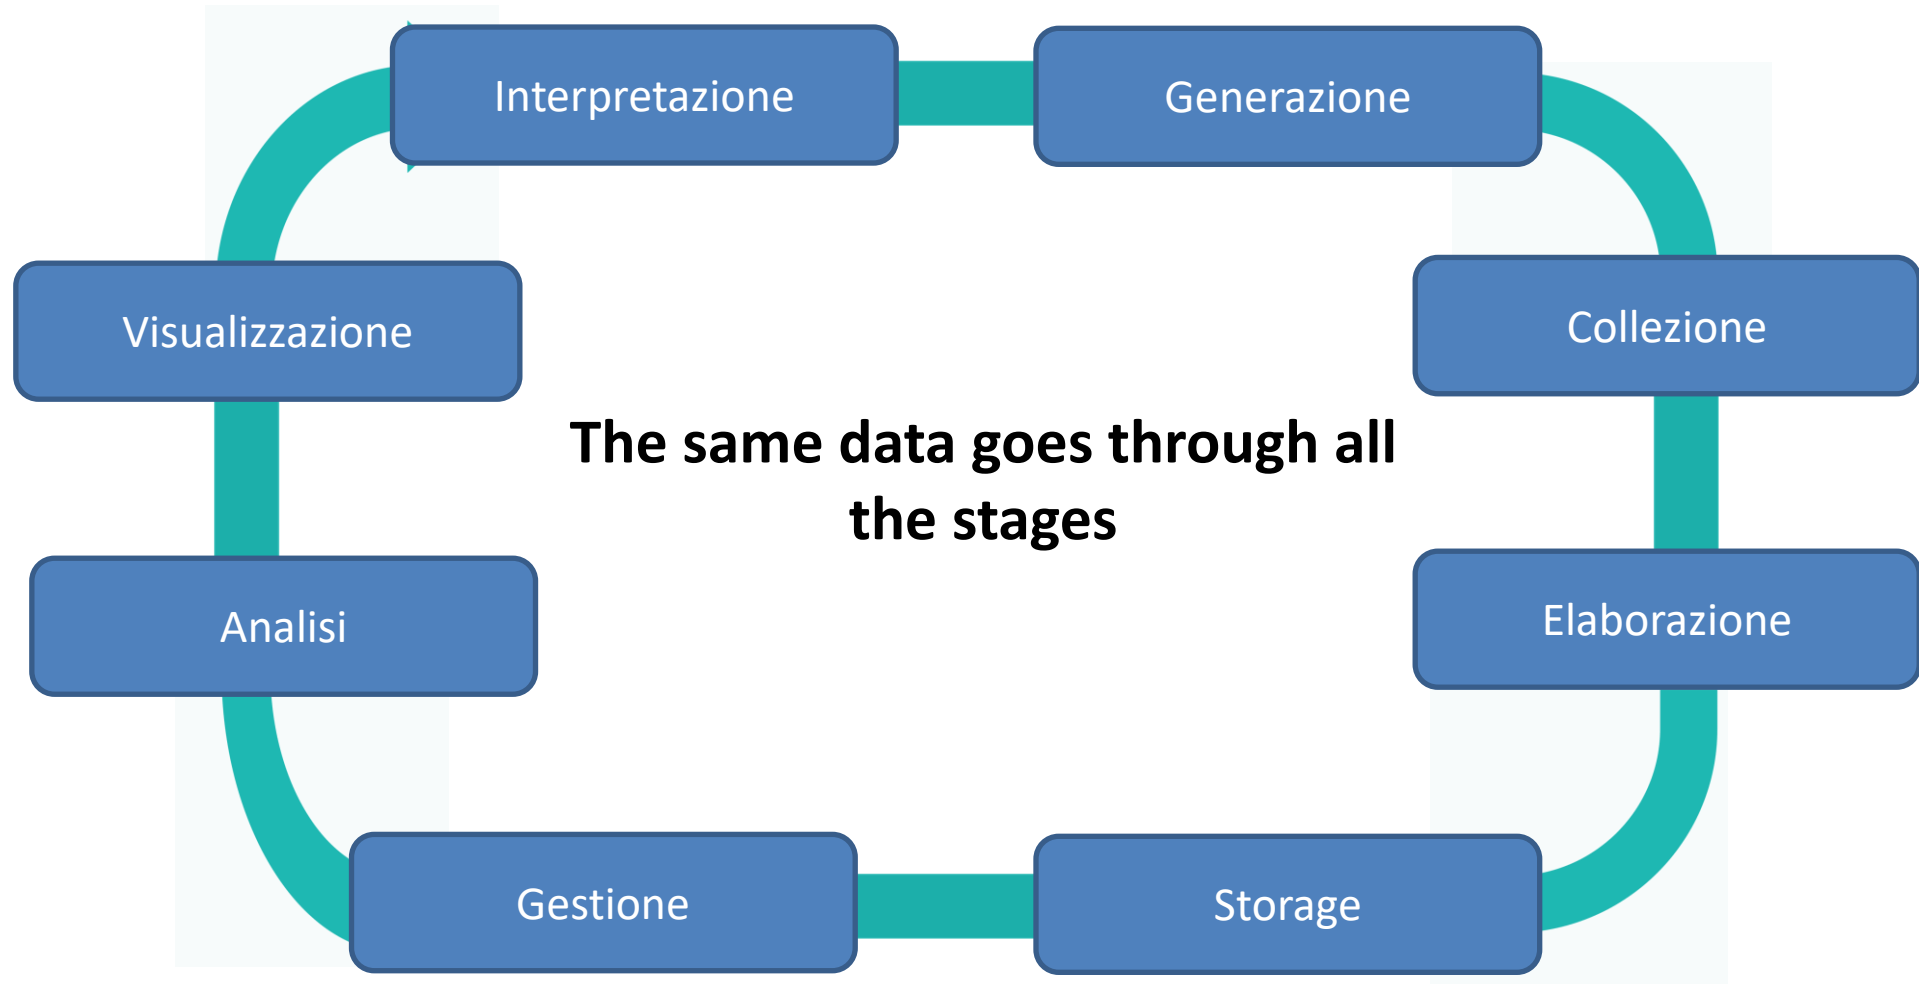 Interpretazione
Generazione
Visualizzazione
Collezione
The same data goes through all
the stages
Analisi
Elaborazione
Gestione
Storage